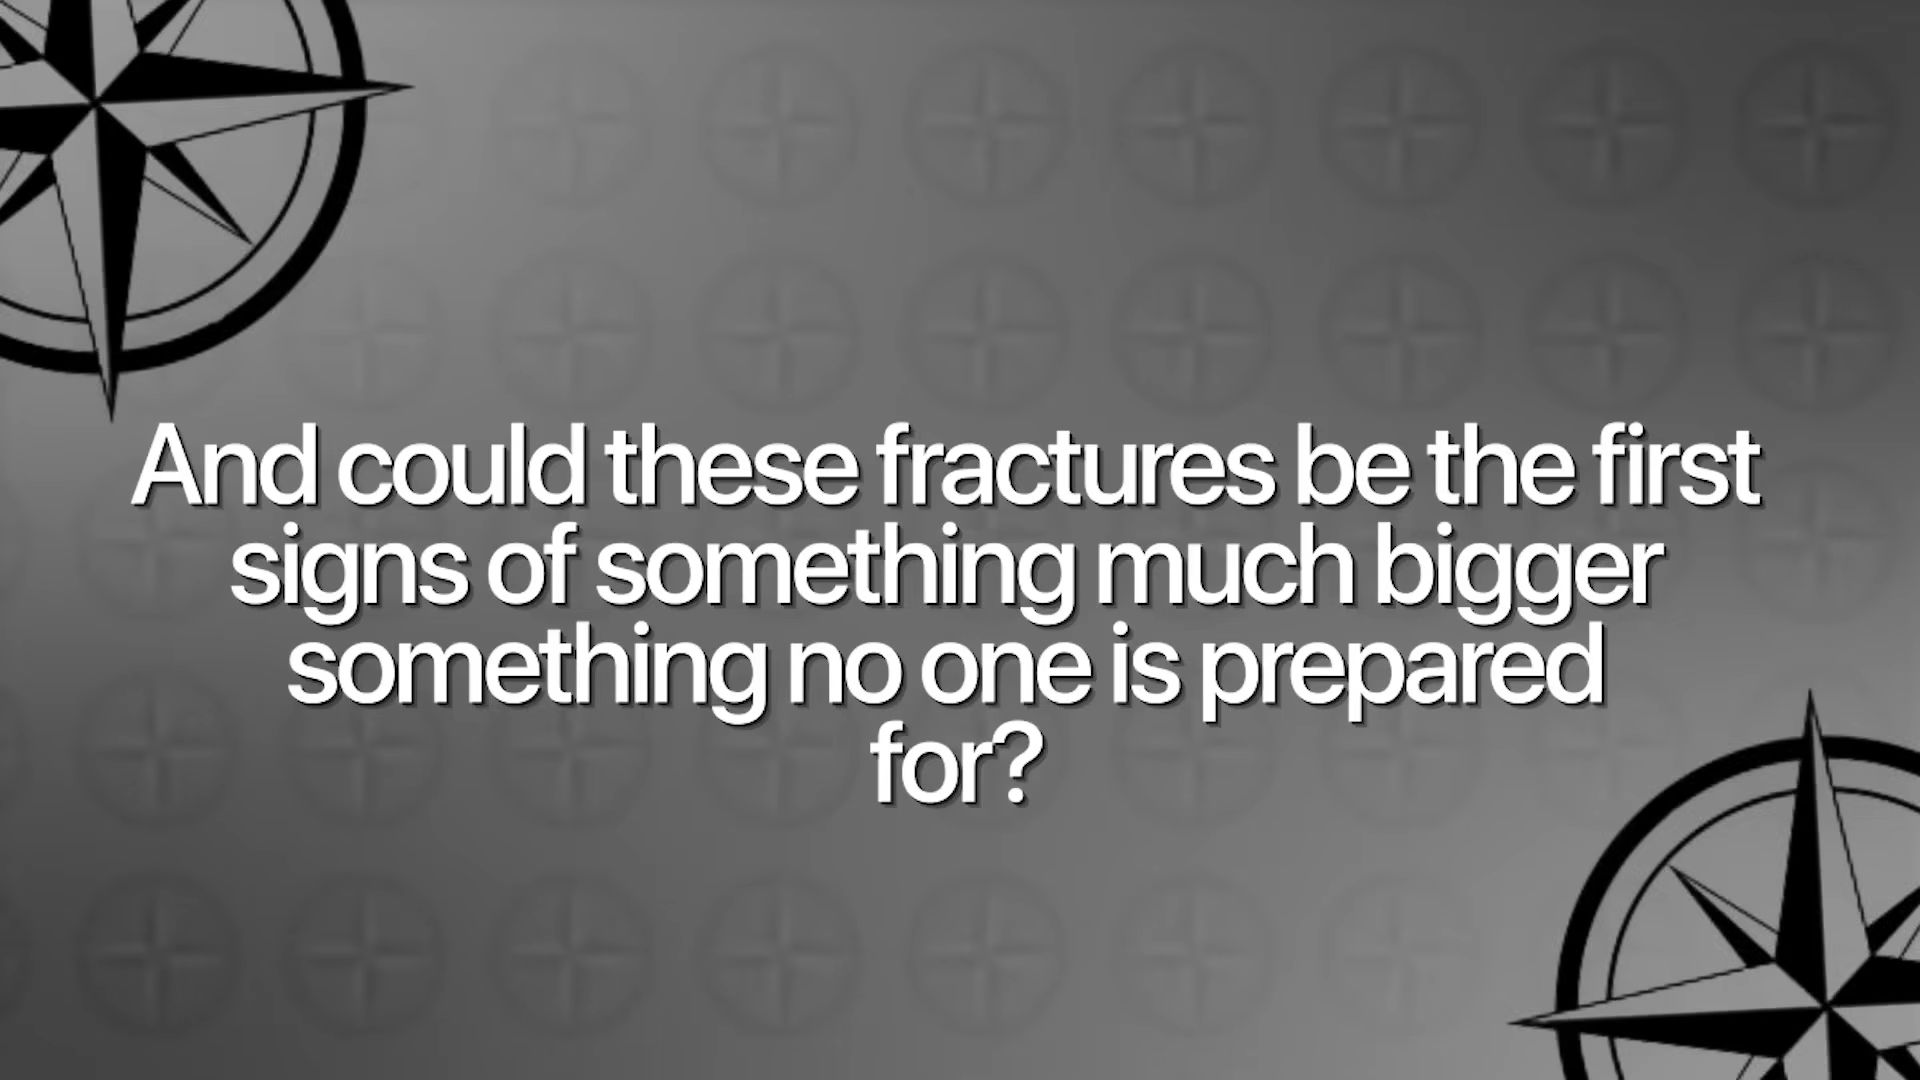 And could these fractures be the first
signs of something much bigger
something no one is prepared
for?